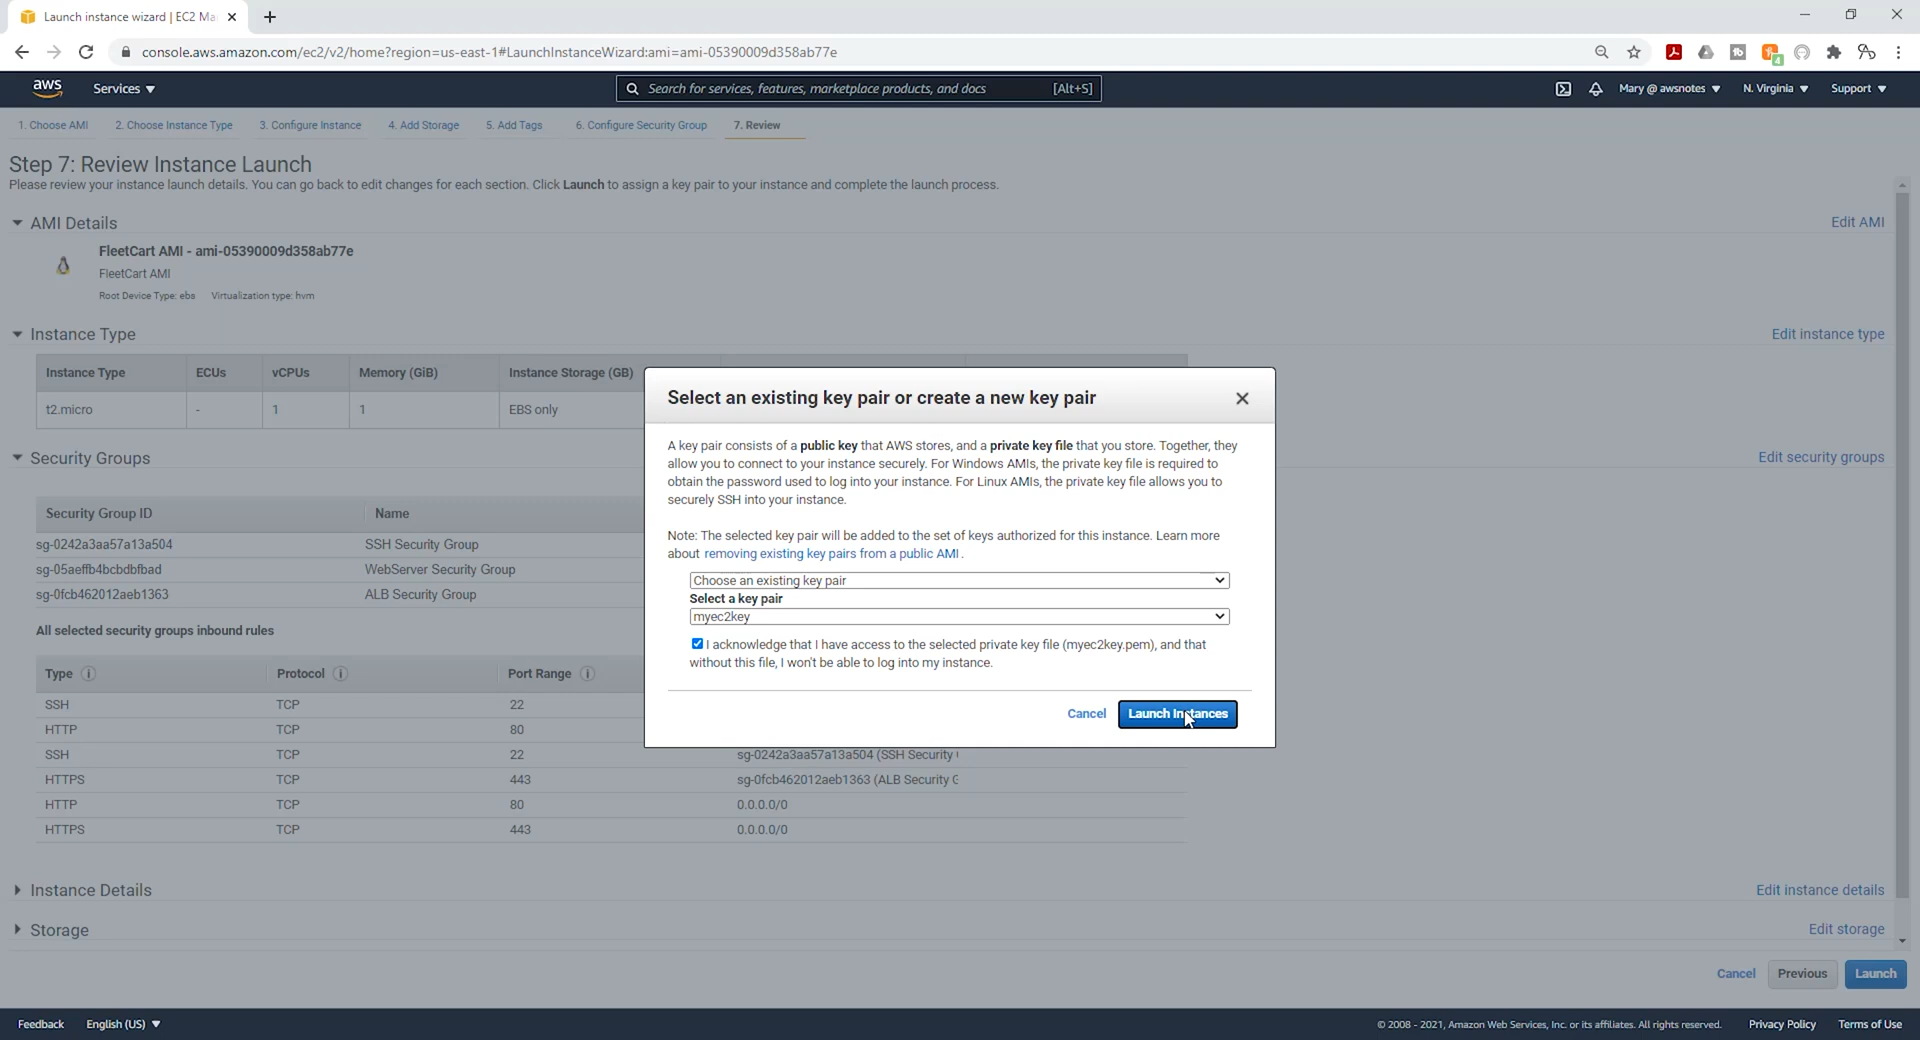 Launch instance wizard | EC2 Ma
console.aws.amazon.com/ec2/v2/home?region=us-east-1#LaunchInstanceWizard:ami=ami-05390009d358ab77e
4
aws
Services
Search for services, features, marketplace products, and docs [Alt+S]
Mary @ awsnotes
N. Virginia
Support
1. Choose AMI 2. Choose Instance Type 3. Configure Instance 4. Add Storage 5. Add Tags 6. Configure Security Group 7. Review
Step 7: Review Instance Launch
Please review your instance launch details. You can go back to edit changes for each section. Click Launch to assign a key pair to your instance and complete the launch process.
AMI Details Edit AMI
FleetCart AMI - ami-05390009d358ab77e
FleetCart AMI
Root Device Type: ebs Virtualization type: hvm
Instance Type Edit instance type
Instance Type ECUs vCPUs Memory (GiB) Instance Storage (GB)
t2.micro - 1 1 EBS only
Security Groups Edit security groups
Security Group ID Name
sg-0242a3aa57a13a504 SSH Security Group
sg-05aeffb4bcbdbfbad WebServer Security Group
sg-0fcb462012aeb1363 ALB Security Group
All selected security groups inbound rules
Type Protocol Port Range
SSH TCP 22
HTTP TCP 80
SSH TCP 22 sg-0242a3aa57a13a504 (SSH Security
HTTPS TCP 443 sg-0fcb462012aeb1363 (ALB Security G
HTTP TCP 80 0.0.0.0/0
HTTPS TCP 443 0.0.0.0/0
Instance Details Edit instance details
Storage Edit storage
Select an existing key pair or create a new key pair
A key pair consists of a public key that AWS stores, and a private key file that you store. Together, they
allow you to connect to your instance securely. For Windows AMIs, the private key file is required to
obtain the password used to log into your instance. For Linux AMIs, the private key file allows you to
securely SSH into your instance.
Note: The selected key pair will be added to the set of keys authorized for this instance. Learn more
about removing existing key pairs from a public AMI .
Choose an existing key pair
Select a key pair
myec2key
I acknowledge that I have access to the selected private key file (myec2key.pem), and that
without this file, I won't be able to log into my instance.
Cancel Launch Instances
Cancel Previous Launch
Feedback English (US) © 2008 - 2021, Amazon Web Services, Inc. or its affiliates. All rights reserved. Privacy Policy Terms of Use